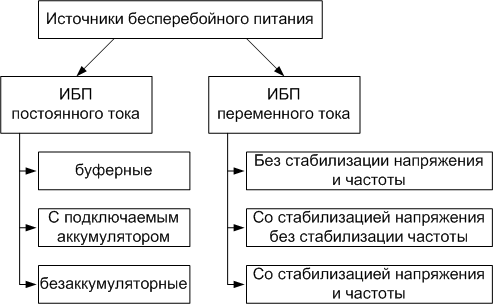 Источники бесперебойного питания
ИБП
постоянного тока
ИБП
переменного тока
буферные
С подключаемым
аккумулятором
безаккумуляторные
Без стабилизации напряжения
и частоты
Со стабилизацией напряжения
без стабилизации частоты
Со стабилизацией напряжения
и частоты